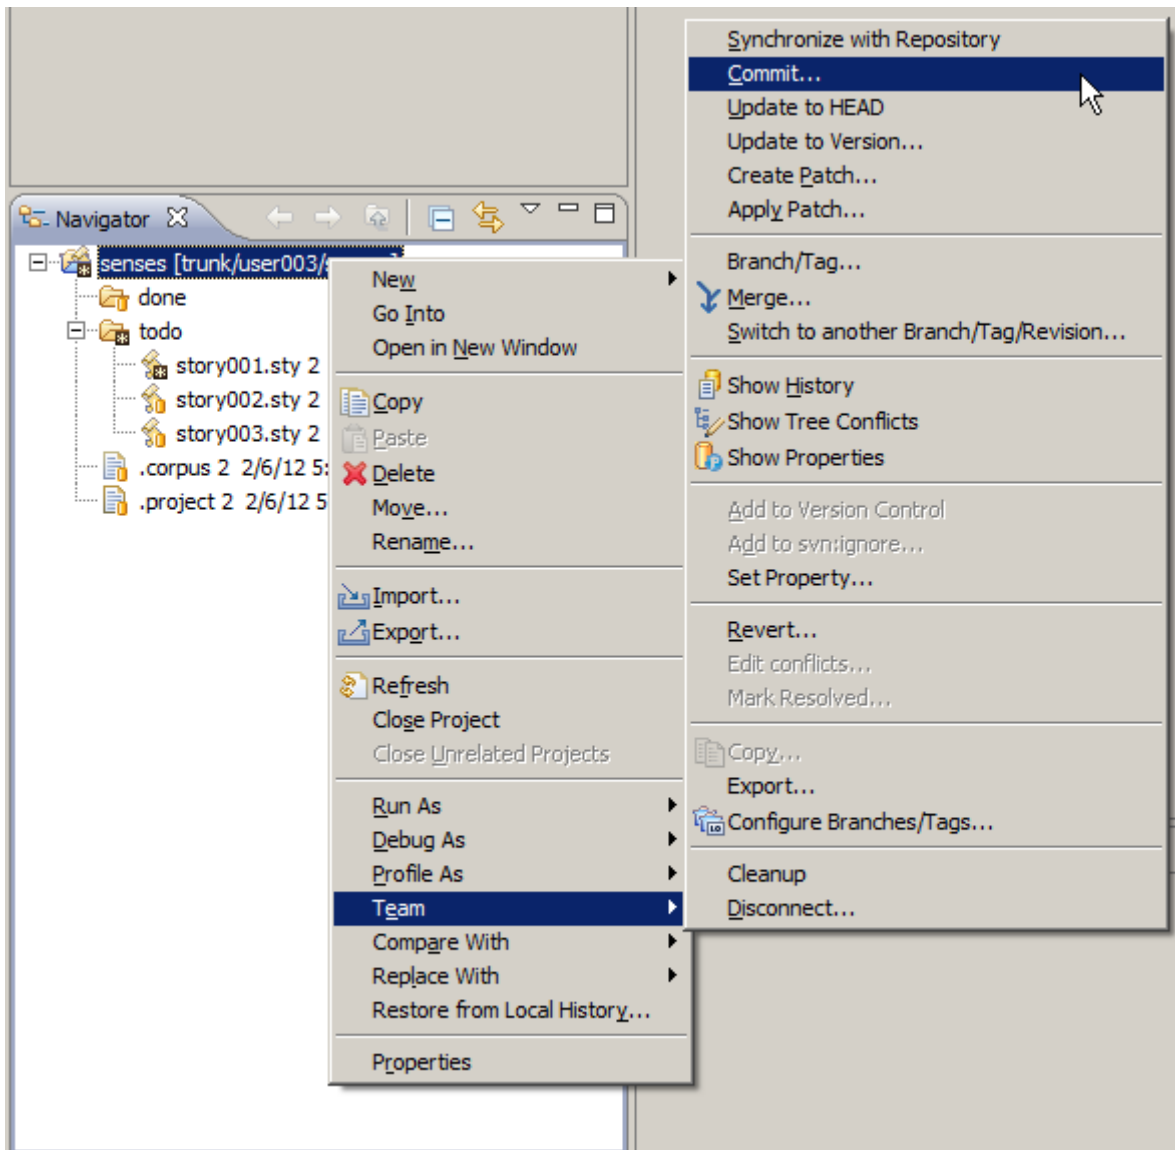 Navigator
senses [trunk/user003/
done
todo
story001.sty 2
story002.sty 2
story003.sty 2
.corpus 2 2/6/12 5:
.project 2 2/6/12 5
New
Go Into
Open in New Window
Copy
Paste
Delete
Move...
Rename...
Import...
Export...
Refresh
Close Project
Close Unrelated Projects
Run As
Debug As
Profile As
Team
Compare With
Replace With
Restore from Local History...
Properties
Synchronize with Repository
Commit...
Update to HEAD
Update to Version...
Create Patch...
Apply Patch...
Branch/Tag...
Merge...
Switch to another Branch/Tag/Revision...
Show History
Show Tree Conflicts
Show Properties
Add to Version Control
Add to svn:ignore...
Set Property...
Revert...
Edit conflicts...
Mark Resolved...
Copy...
Export...
Configure Branches/Tags...
Cleanup
Disconnect...